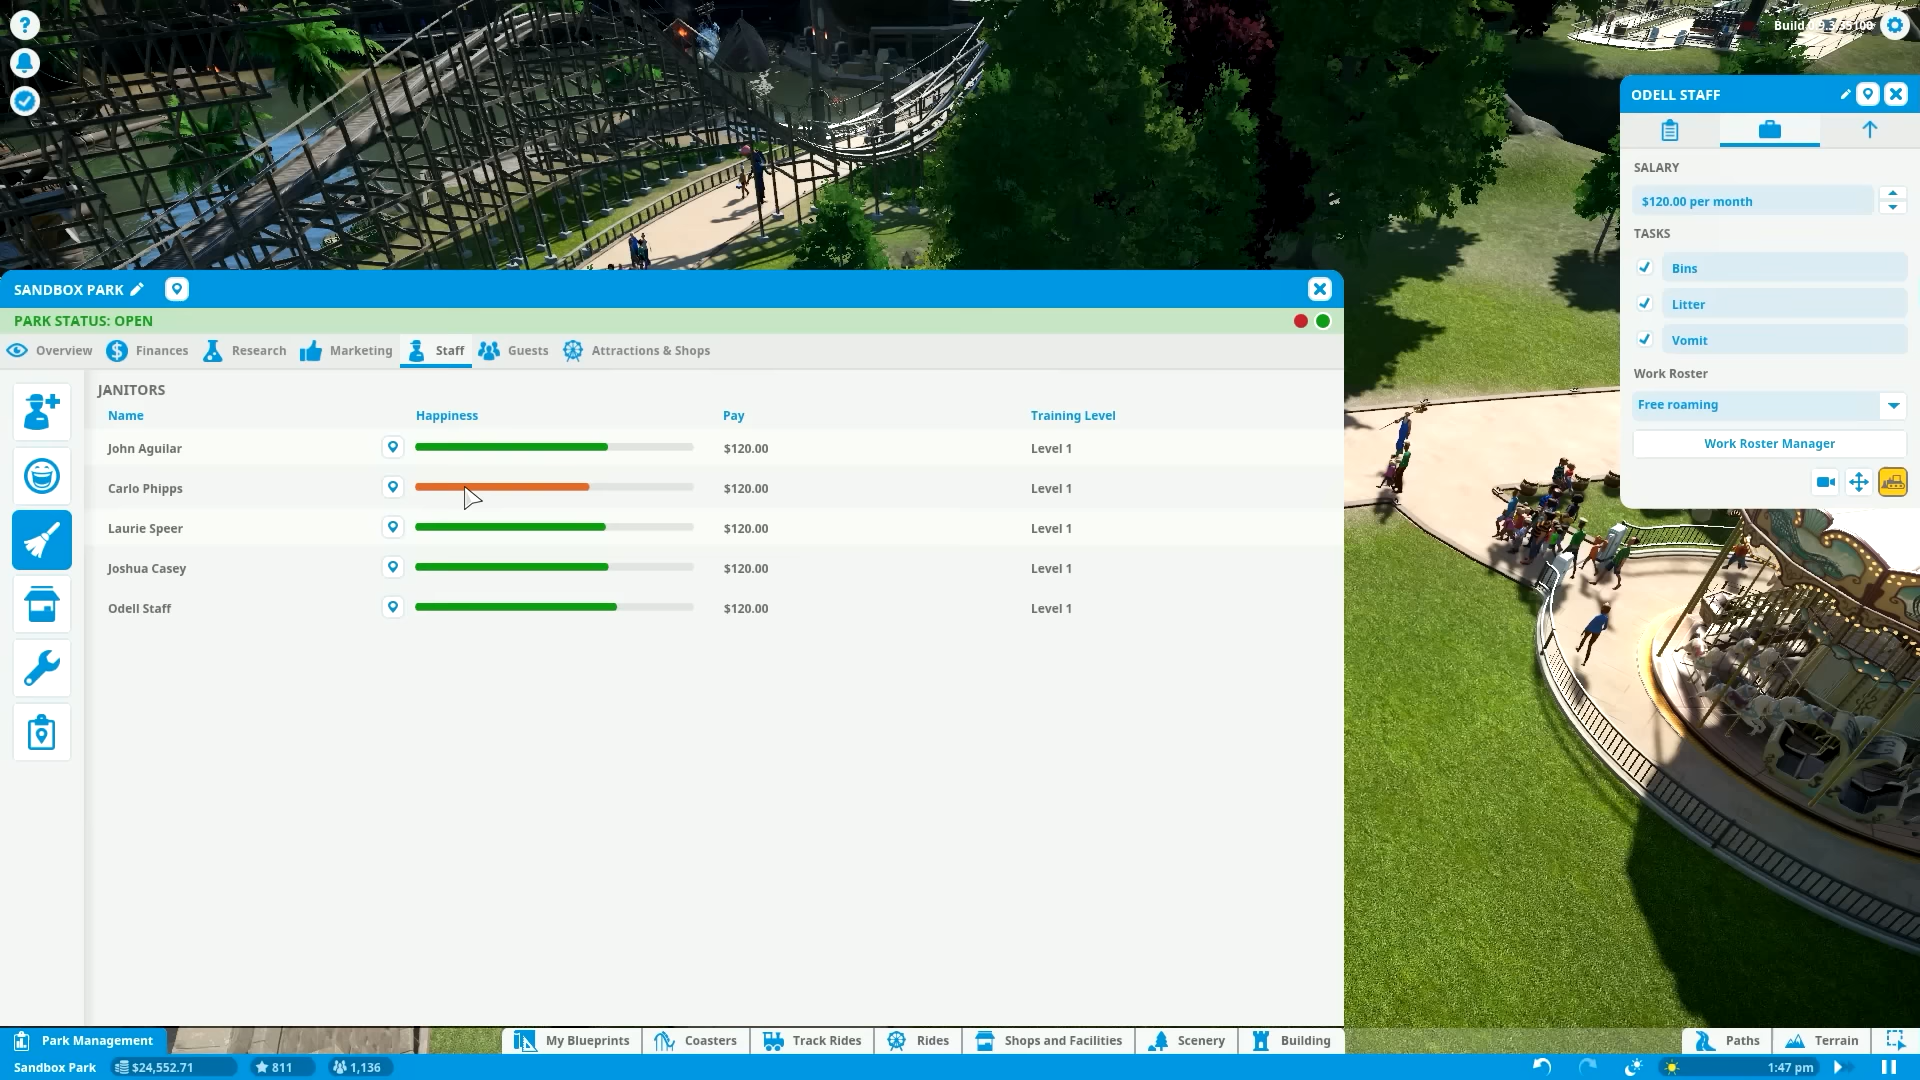 Build
ODELL STAFF
SALARY
$120.00 per month
TASKS
Bins
Litter
Vomit
Work Roster
Free roaming
Work Roster Manager
SANDBOX PARK
PARK STATUS: OPEN
Overview Finances Research Marketing Staff Guests Attractions & Shops
JANITORS
Name Happiness Pay Training Level
John Aguilar $120.00 Level 1
Carlo Phipps $120.00 Level 1
Laurie Speer $120.00 Level 1
Joshua Casey $120.00 Level 1
Odell Staff $120.00 Level 1
Park Management My Blueprints Coasters Track Rides Rides Shops and Facilities Scenery Building Paths Terrain
Sandbox Park $24,552.71 811 1,136 1:47 pm